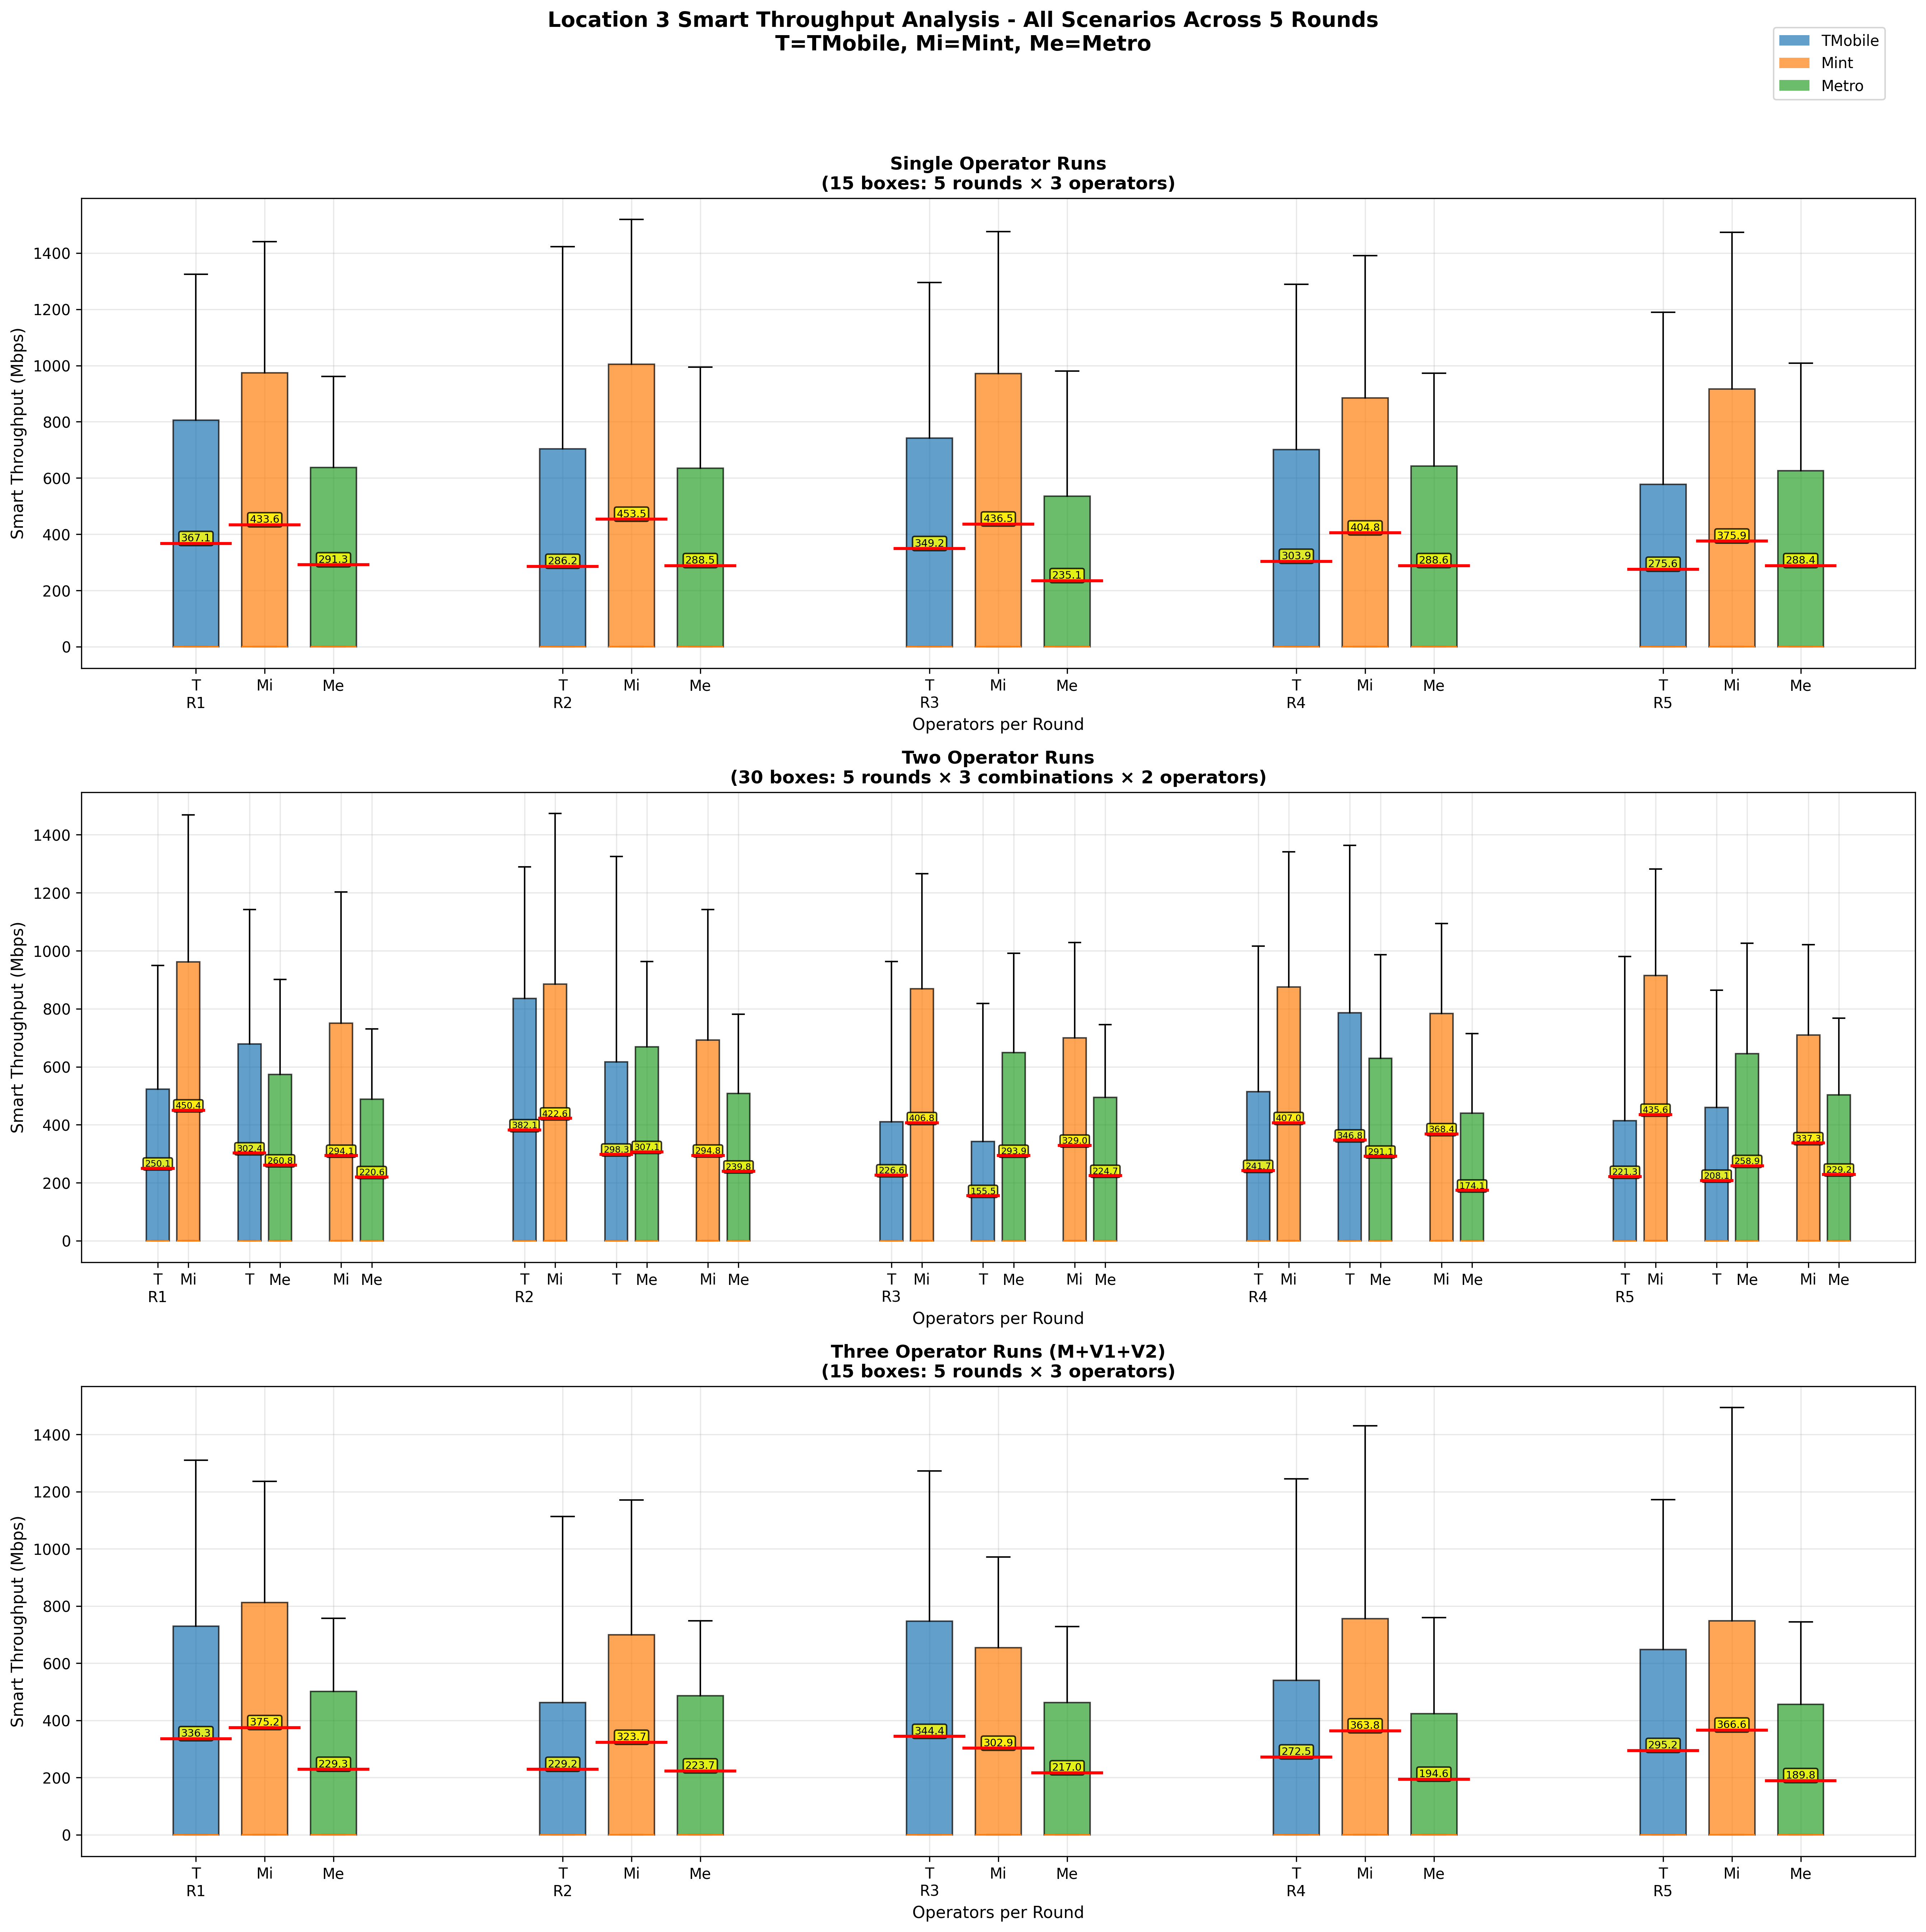 Location 3 Smart Throughput Analysis - All Scenarios Across 5 Rounds
T=TMobile, Mi=Mint, Me=Metro
TMobile
Mint
Metro
Single Operator Runs
(15 boxes: 5 rounds × 3 operators)
Smart Throughput (Mbps)
1400
1200
1000
800
600
400
200
0
367.1 433.6 291.3 286.2 453.5 288.5 349.2 436.5 235.1 303.9 404.8 288.6 275.6 375.9 288.4
T Mi Me T Mi Me T Mi Me T Mi Me T Mi Me
R1 R2 R3 R4 R5
Operators per Round
Two Operator Runs
(30 boxes: 5 rounds × 3 combinations × 2 operators)
Smart Throughput (Mbps)
1400
1200
1000
800
600
400
200
0
250.1 450.4 302.4 260.8 294.1 220.6 382.1 422.6 298.3 307.1 294.8 239.8 226.6 406.8 155.5 293.9 329.0 224.7 241.7 407.0 346.8 291.1 368.4 174.1 221.3 435.6 208.1 258.9 337.3 229.2
T Mi T Me Mi Me T Mi T Me Mi Me T Mi T Me Mi Me T Mi T Me Mi Me T Mi T Me Mi Me
R1 R2 R3 R4 R5
Operators per Round
Three Operator Runs (M+V1+V2)
(15 boxes: 5 rounds × 3 operators)
Smart Throughput (Mbps)
1400
1200
1000
800
600
400
200
0
336.3 375.2 229.3 229.2 323.7 223.7 344.4 302.9 217.0 272.5 363.8 194.6 295.2 366.6 189.8
T Mi Me T Mi Me T Mi Me T Mi Me T Mi Me
R1 R2 R3 R4 R5
Operators per Round